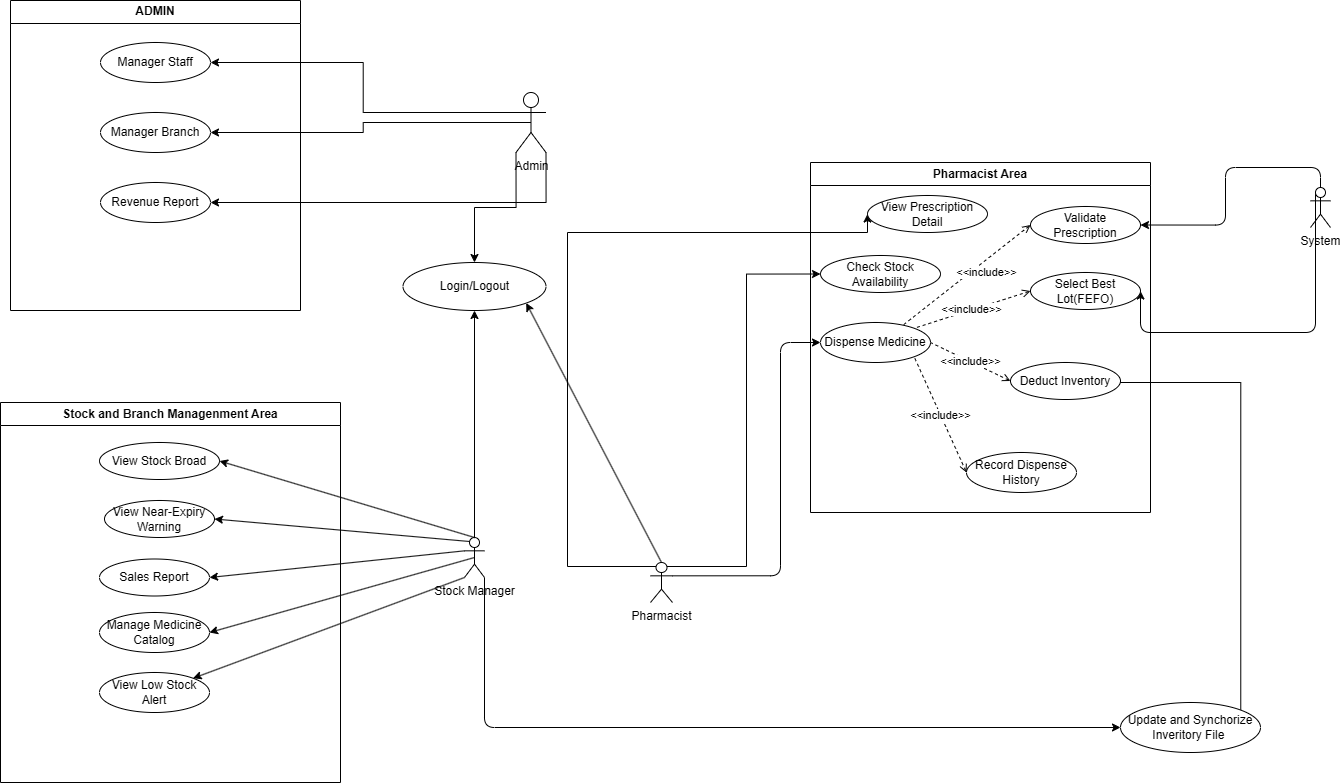 ADMIN
Manager Staff
Manager Branch
Revenue Report
Admin
Login/Logout
Pharmacist Area
View Prescription
Detail
Validate
Prescription
System
Check Stock
Availability
<<include>>
Select Best
Lot(FEFO)
<<include>>
Dispense Medicine
<<include>>
Deduct Inventory
<<include>>
Record Dispense
History
Stock and Branch Managenment Area
View Stock Broad
View Near-Expiry
Warning
Sales Report
Manage Medicine
Catalog
View Low Stock
Alert
Stock Manager
Pharmacist
Update and Synchorize
Inveritory File